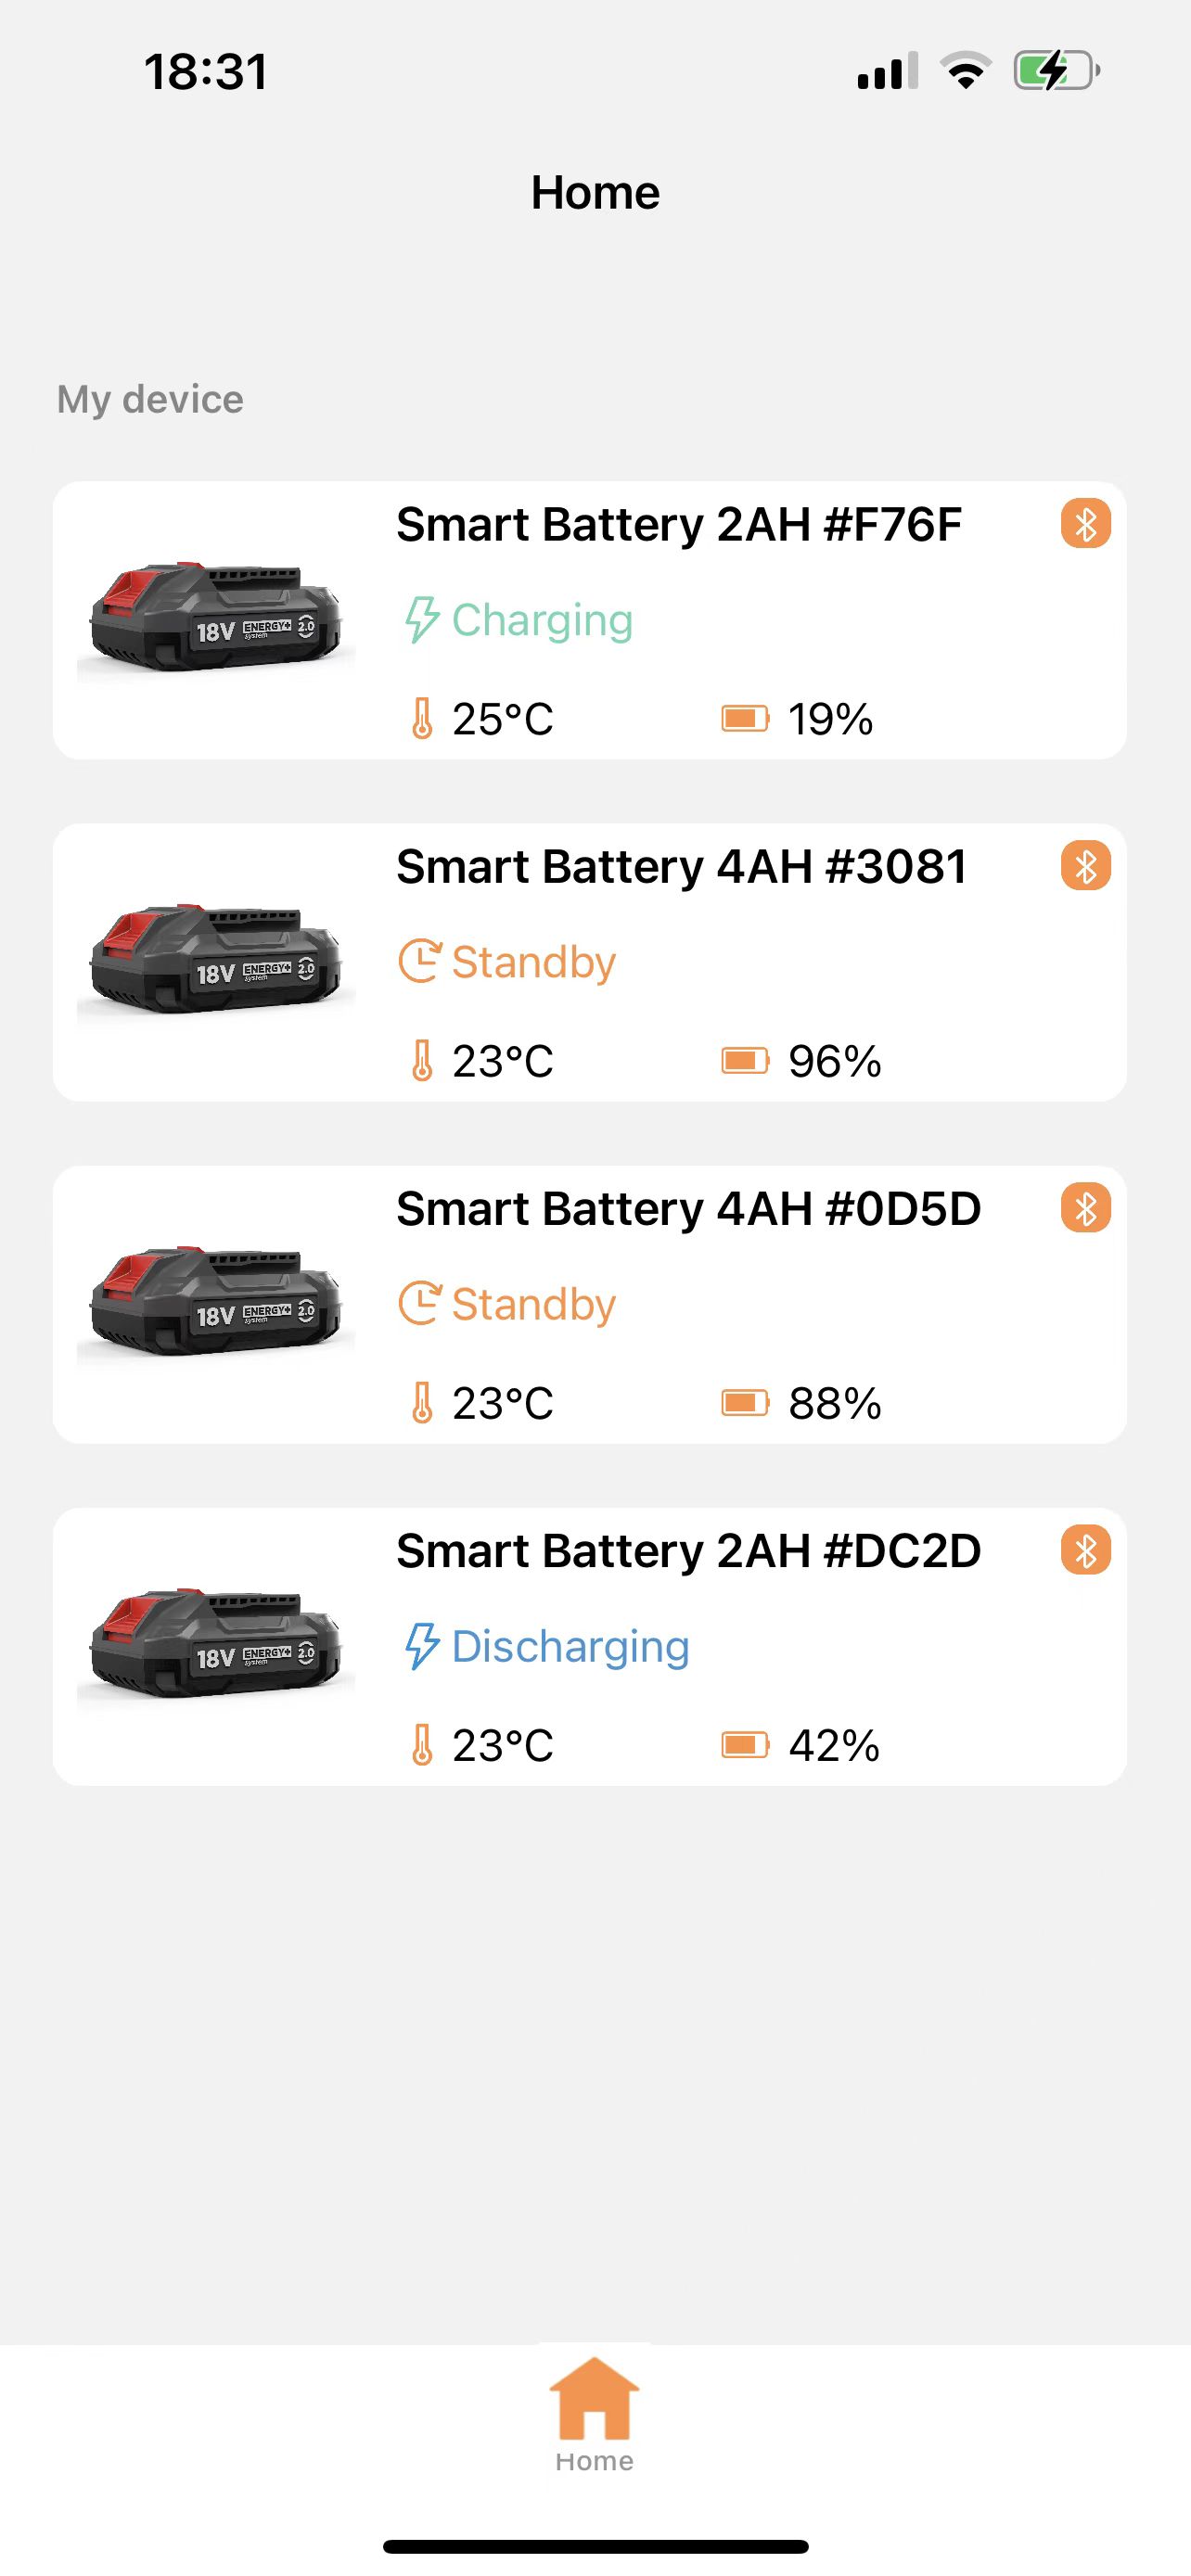 18:31
Home
My device
Smart Battery 2AH #F76F
Charging
18V ENERGY+ 2.0
system
25°C 19%
Smart Battery 4AH #3081
Standby
18V ENERGY+ 2.0
system
23°C 96%
Smart Battery 4AH #0D5D
Standby
18V ENERGY+ 2.0
system
23°C 88%
Smart Battery 2AH #DC2D
Discharging
18V ENERGY+ 2.0
system
23°C 42%
Home